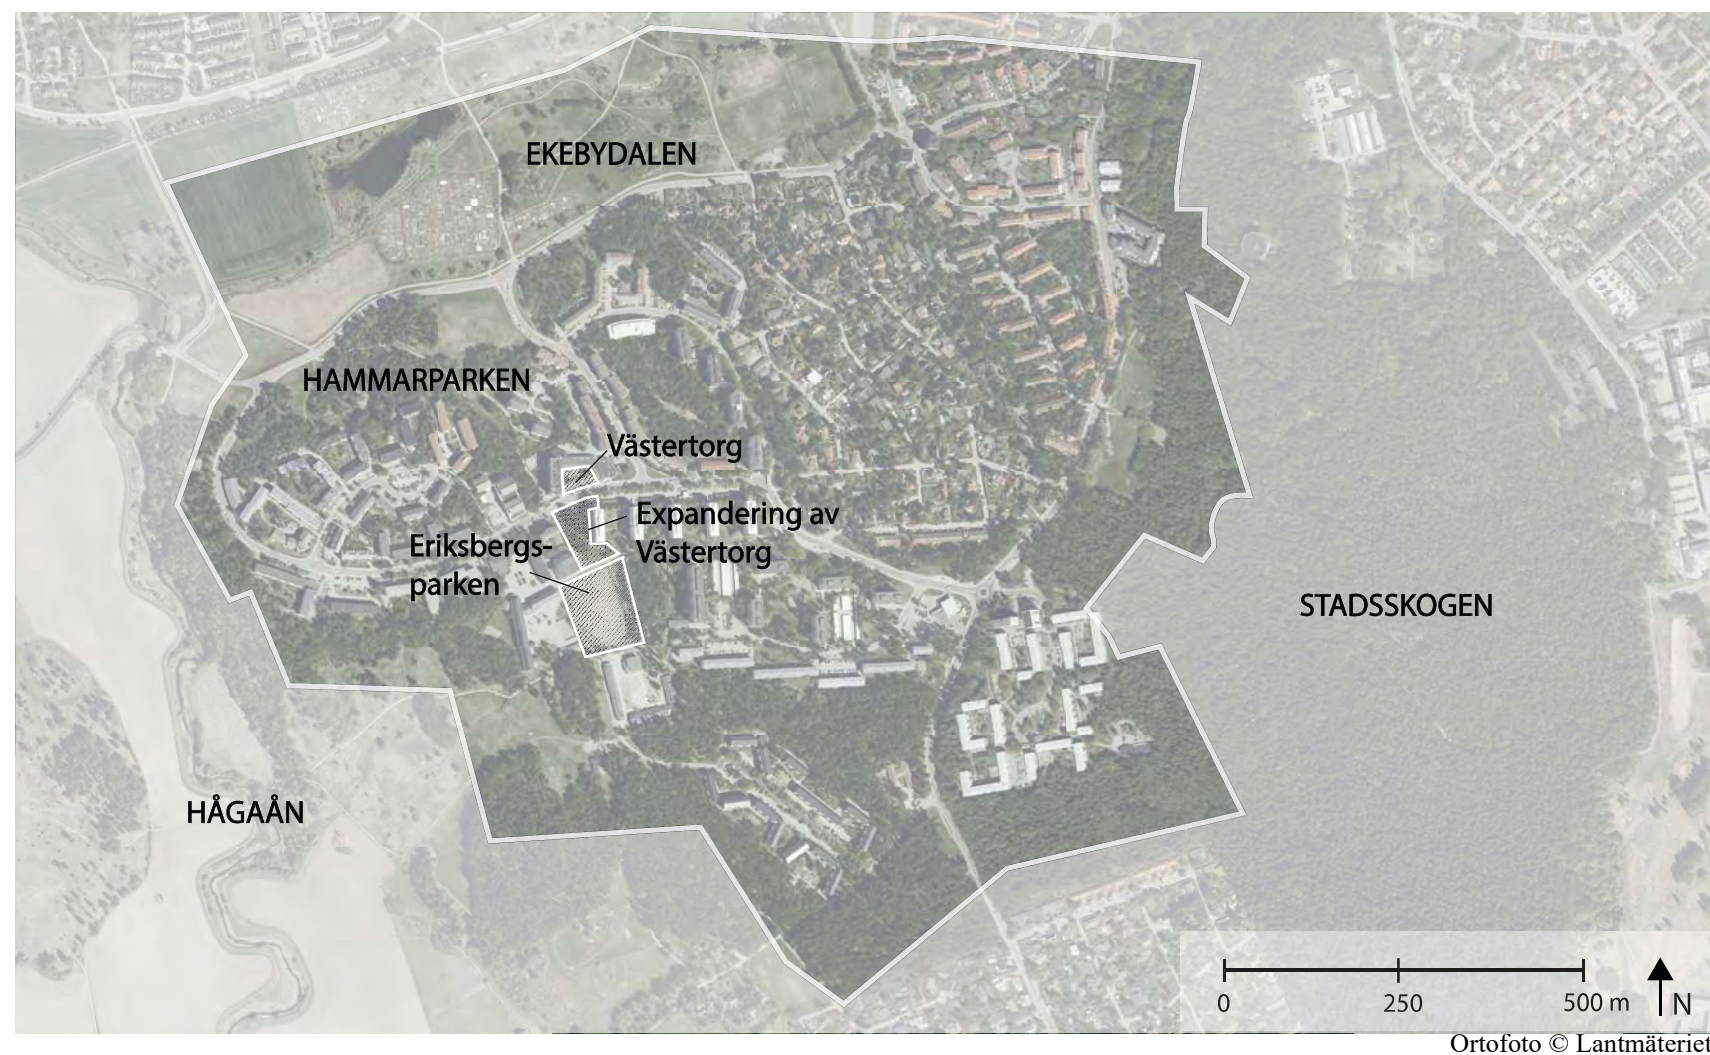 EKEBYDALEN
HAMMARPARKEN
Västertorg
Expandering av
Västertorg
Eriksbergs-
parken
STADSSKOGEN
HÅGAÅN
0 250 500 m N
Ortofoto © Lantmäteriet